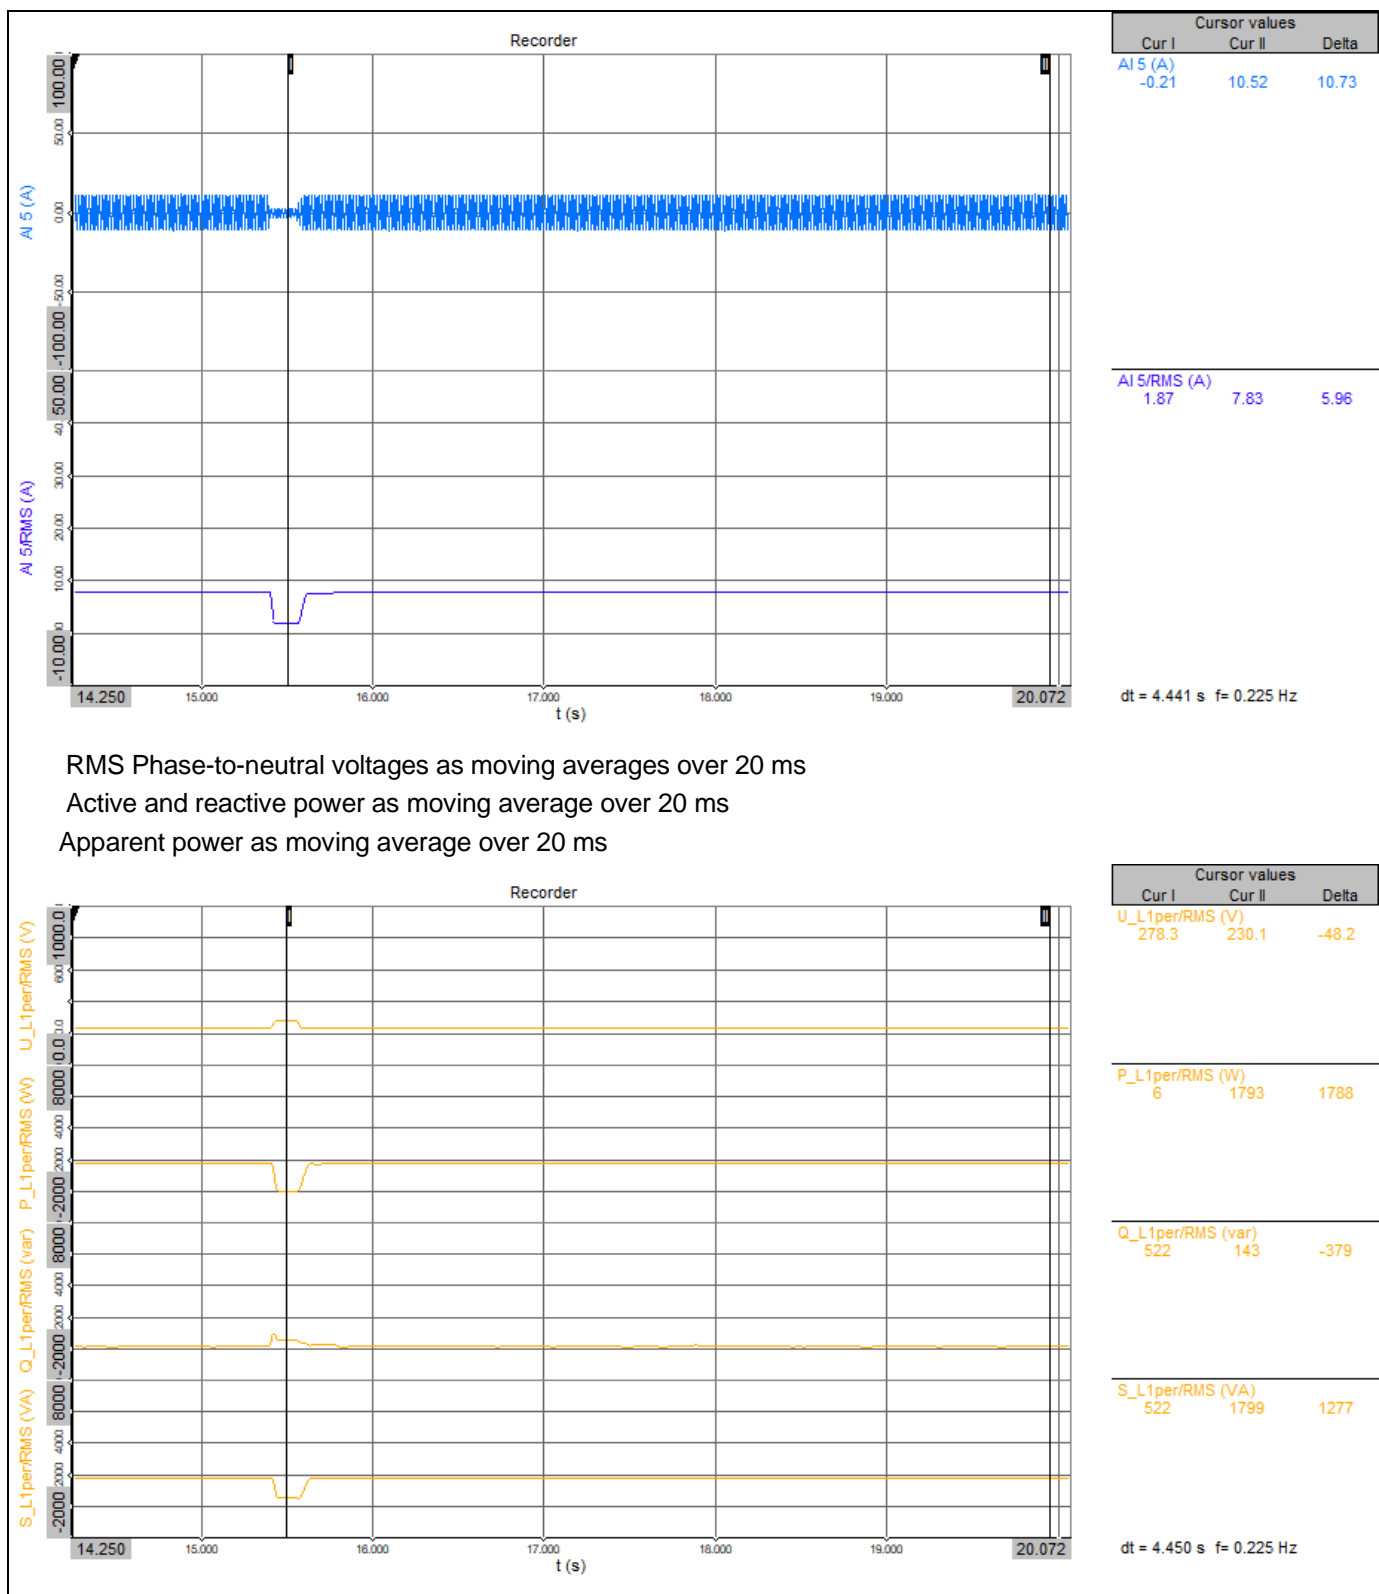 Recorder
Cursor values
Cur I Cur II Delta
AI 5 (A)
-0.21 10.52 10.73
I II
100.00
50.00
0.00
-50.00
-100.00
AI 5 (A)
AI 5/RMS (A)
1.87 7.83 5.96
50.00
40.
30.00
20.00
10.00
-10.00
AI 5/RMS (A)
14.250 15.000 16.000 17.000 18.000 19.000 20.072
t (s)
dt = 4.441 s f= 0.225 Hz
RMS Phase-to-neutral voltages as moving averages over 20 ms
Active and reactive power as moving average over 20 ms
Apparent power as moving average over 20 ms
Recorder
Cursor values
Cur I Cur II Delta
U_L1per/RMS (V)
278.3 230.1 -48.2
I II
1000.0
600
0.0
U_L1per/RMS (V)
P_L1per/RMS (W)
6 1793 1788
8000
4000
2000
-2000
P_L1per/RMS (W)
Q_L1per/RMS (var)
522 143 -379
8000
4000
2000
-2000
Q_L1per/RMS (var)
S_L1per/RMS (VA)
522 1799 1277
8000
4000
2000
-2000
S_L1per/RMS (VA)
14.250 15.000 16.000 17.000 18.000 19.000 20.072
t (s)
dt = 4.450 s f= 0.225 Hz